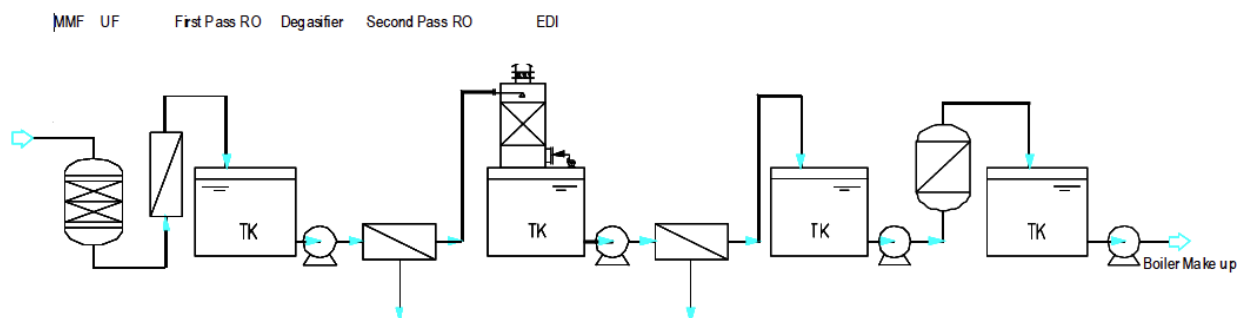 MMF UF First Pass RO Degasifier Second Pass RO EDI
TK TK TK TK
Boiler Make up